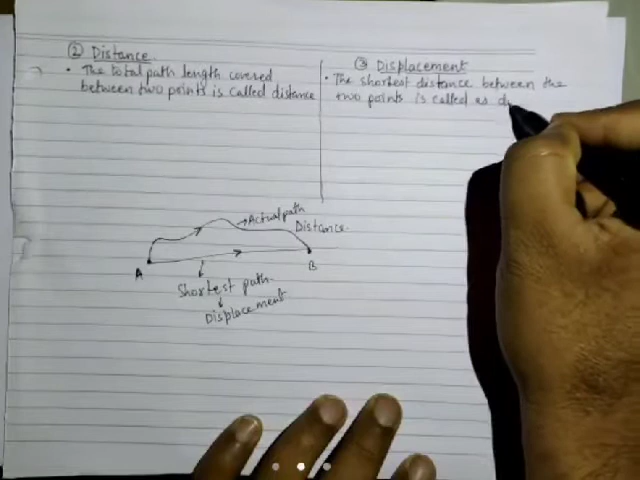 ② Distance
• The total path length covered
between two points is called distance
③ Displacement
• The shortest distance between the
two points is called as d
Actual path
Distance
A
B
Shortest path
Displacement